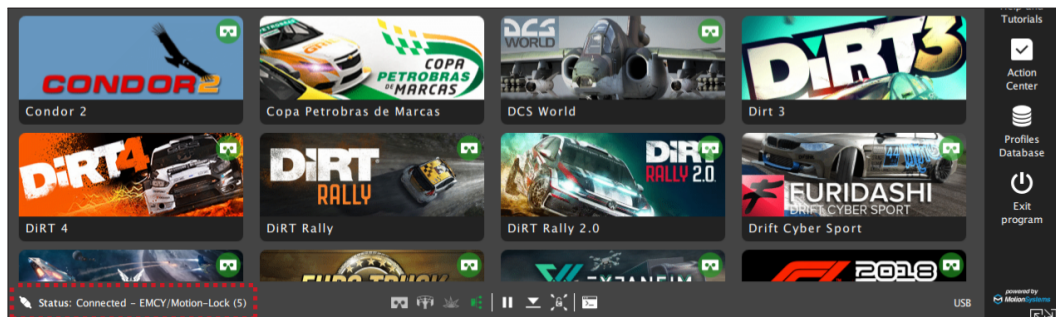 Help and
Tutorials
CONDOR2
Condor 2
COPA
PETROBRAS
DE MARCAS
Copa Petrobras de Marcas
DCS
WORLD
DCS World
DiRT3
Dirt 3
Action
Center
DiRT4
DiRT 4
DiRT
RALLY
DiRT Rally
DiRT
RALLY 2.0
DiRT Rally 2.0
FURIDASHI
DRIFT CYBER SPORT
Drift Cyber Sport
Profiles
Database
Exit
program
EURO TRUCK
2018
Status: Connected - EMCY/Motion-Lock (5)
USB
powered by
MotionSystems